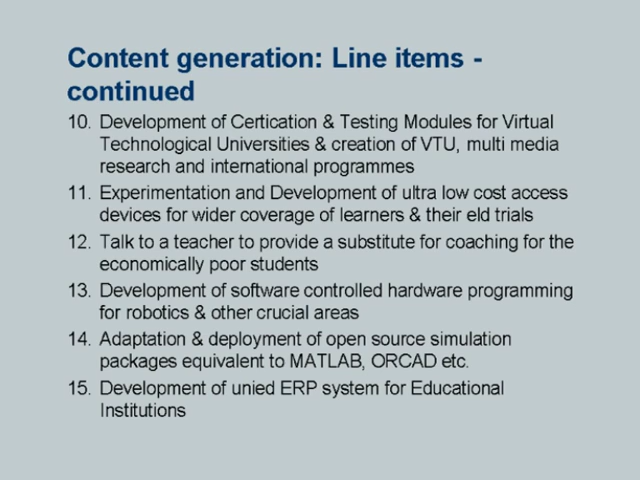 Content generation: Line items -
continued
10. Development of Certication & Testing Modules for Virtual
Technological Universities & creation of VTU, multi media
research and international programmes
11. Experimentation and Development of ultra low cost access
devices for wider coverage of learners & their eld trials
12. Talk to a teacher to provide a substitute for coaching for the
economically poor students
13. Development of software controlled hardware programming
for robotics & other crucial areas
14. Adaptation & deployment of open source simulation
packages equivalent to MATLAB, ORCAD etc.
15. Development of unied ERP system for Educational
Institutions